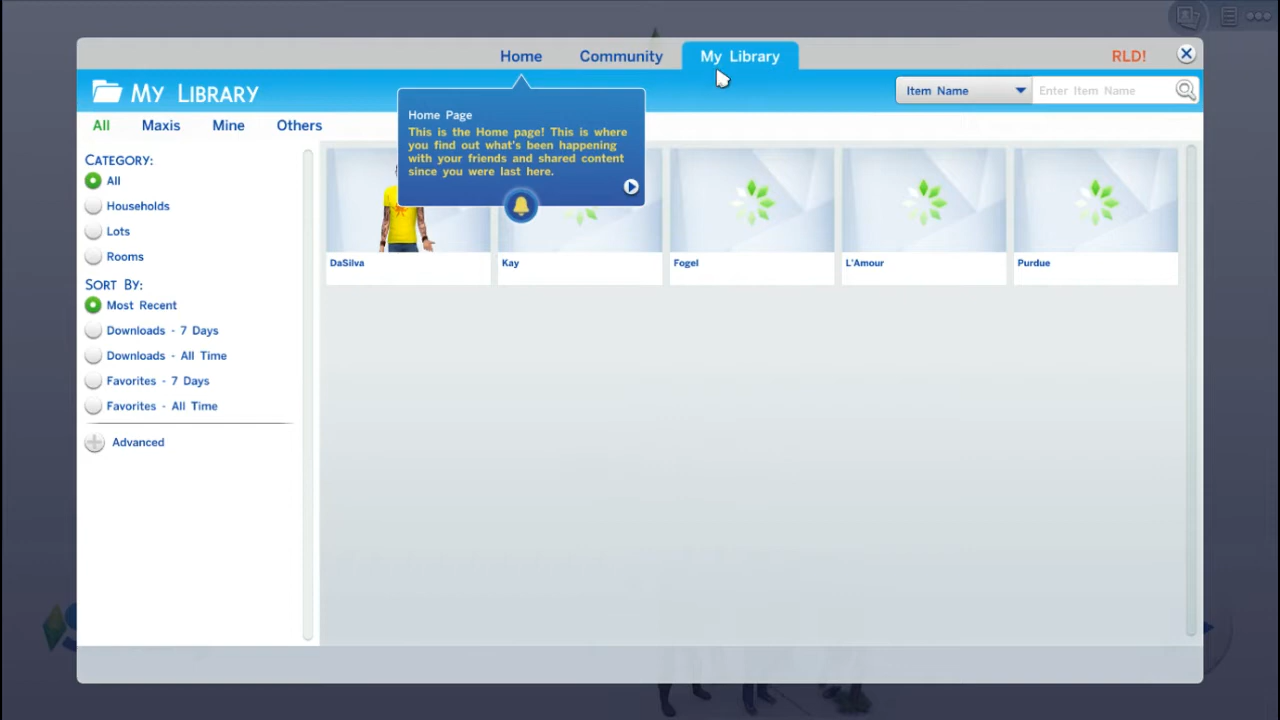 Home Community My Library RLD!
My Library
Item Name Enter Item Name
All Maxis Mine Others
Home Page
This is the Home page! This is where
you find out what's been happening
with your friends and shared content
since you were last here.
Category:
All
Households
Lots
Rooms
Sort By:
Most Recent
Downloads - 7 Days
Downloads - All Time
Favorites - 7 Days
Favorites - All Time
Advanced
DaSilva Kay Fogel L'Amour Purdue